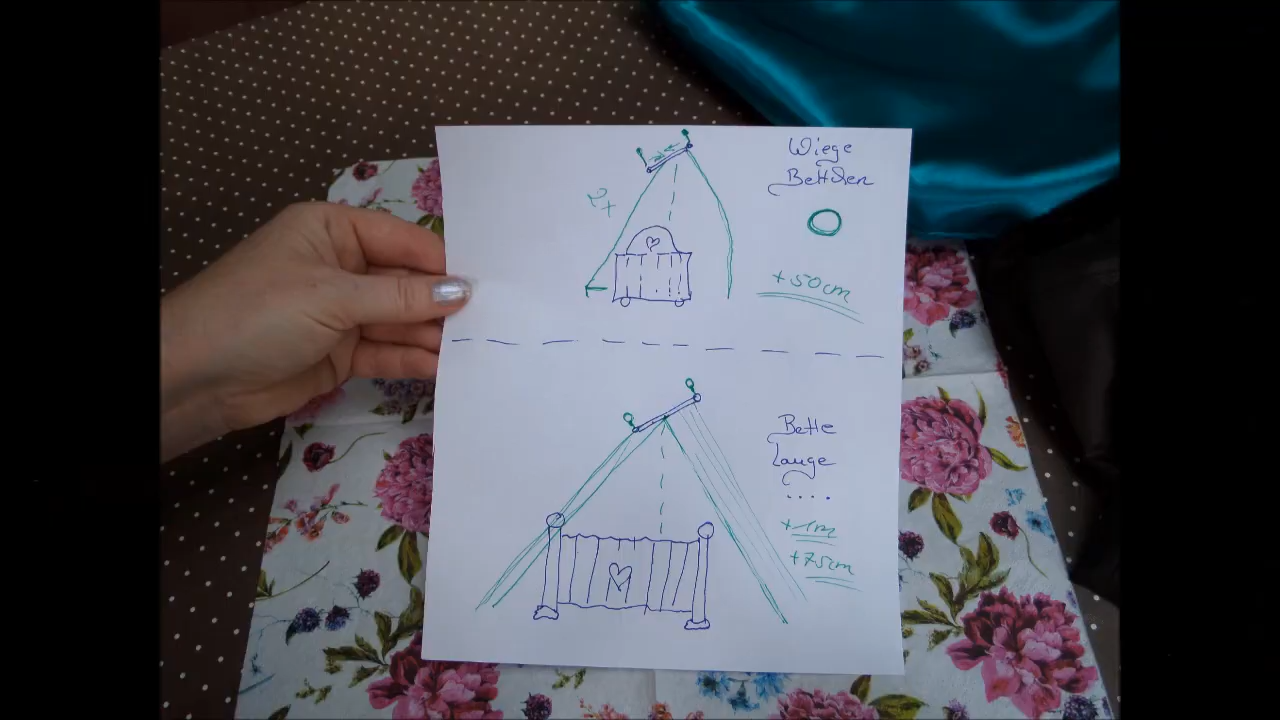 Wiege
Bettchen
2x
+50cm
Bette
Lange
....
+1m
+75cm